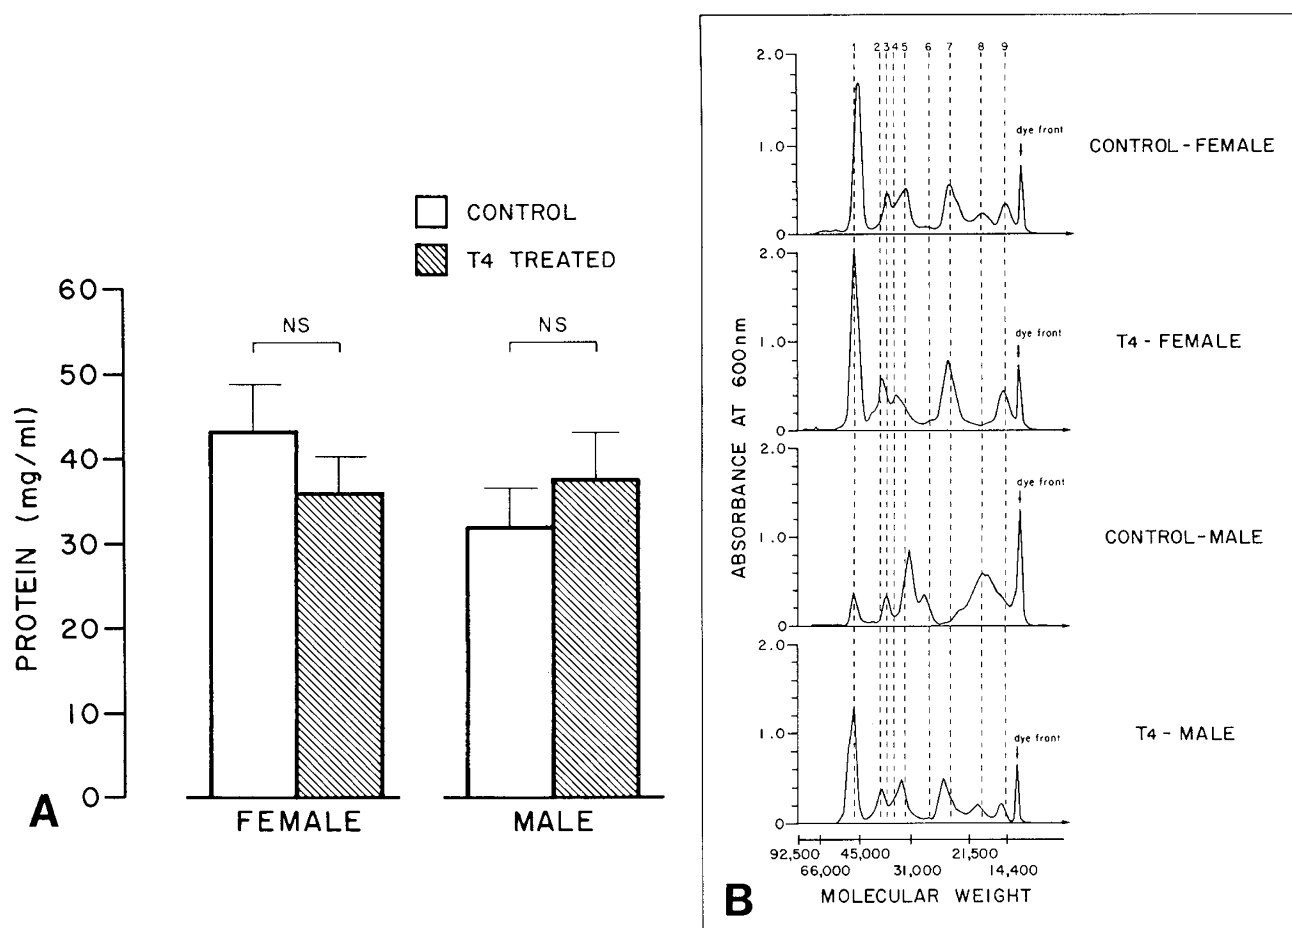 CONTROL
T4 TREATED
60
50
40
30
20
10
0
PROTEIN (mg/ml)
NS
NS
FEMALE
MALE
A
1 2 3 4 5 6 7 8 9
2.0
1.0
0
dye front
CONTROL-FEMALE
2.0
1.0
0
dye front
T4 - FEMALE
2.0
1.0
0
dye front
CONTROL-MALE
2.0
1.0
0
dye front
T4 - MALE
ABSORBANCE AT 600nm
92,500 45,000 21,500 14,400
66,000 31,000
MOLECULAR WEIGHT
B